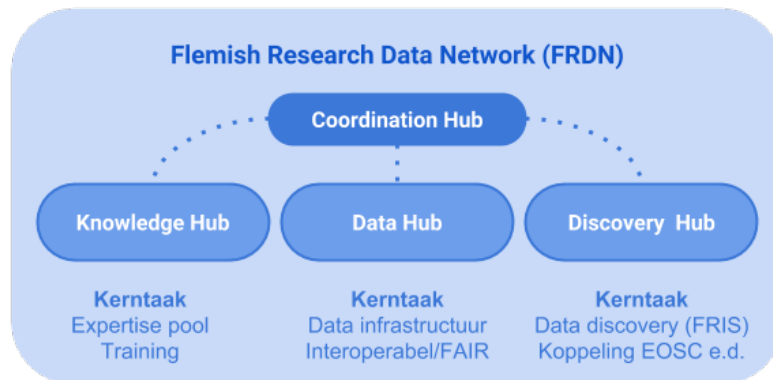 Flemish Research Data Network (FRDN)
Coordination Hub
Knowledge Hub
Data Hub
Discovery Hub
Kerntaak
Expertise pool
Training
Kerntaak
Data infrastructuur
Interoperabel/FAIR
Kerntaak
Data discovery (FRIS)
Koppeling EOSC e.d.